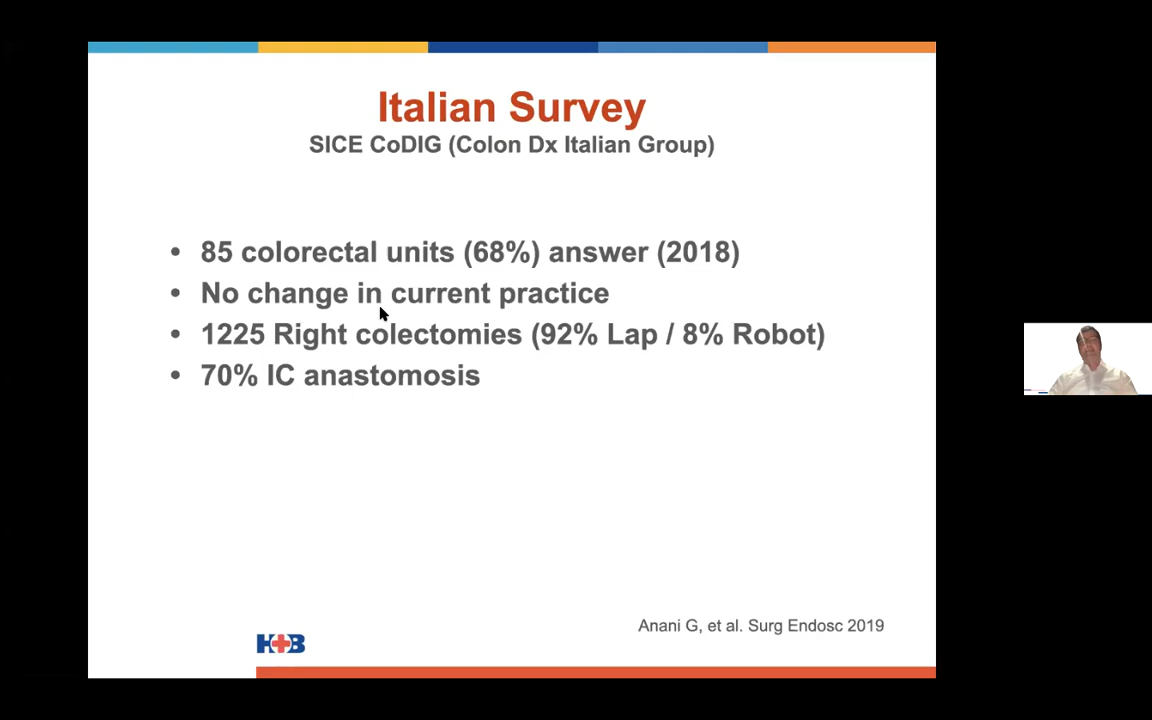 Italian Survey
SICE CoDIG (Colon Dx Italian Group)
• 85 colorectal units (68%) answer (2018)
• No change in current practice
• 1225 Right colectomies (92% Lap / 8% Robot)
• 70% IC anastomosis
Anani G, et al. Surg Endosc 2019
H+B